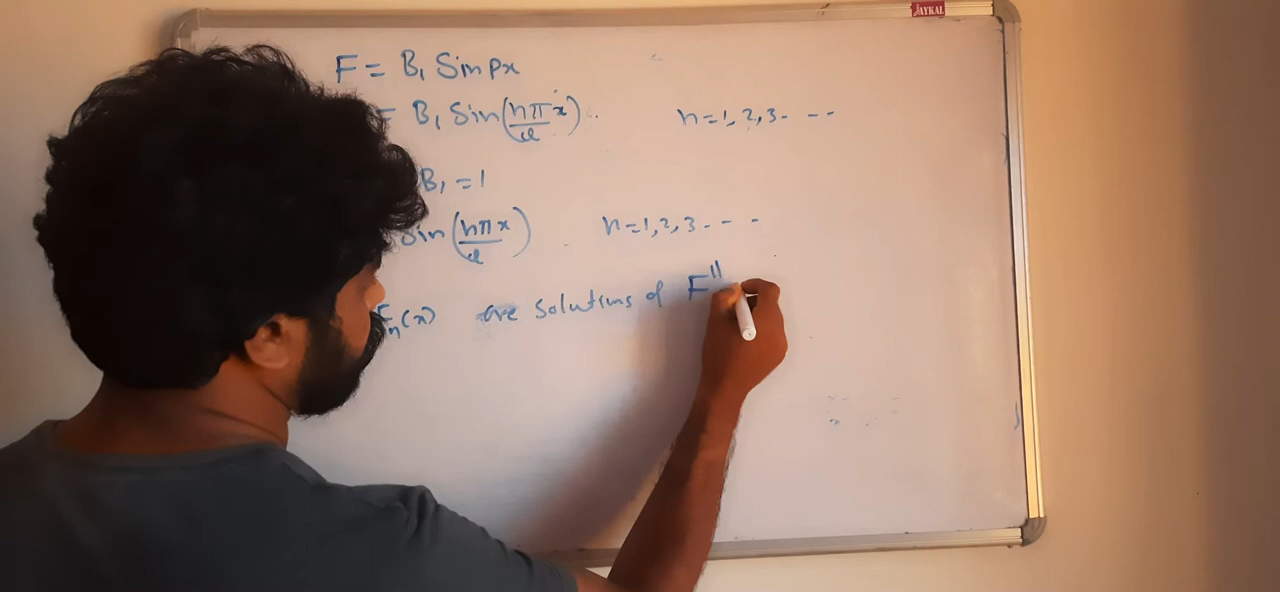 JAYKAL
F = B₁ Sin px
= B₁ Sin(nπx/l) n=1,2,3- --
B₁ = 1
Sin(nπx/l) n=1,2,3- - -
Fₙ(x) are solutions of F"